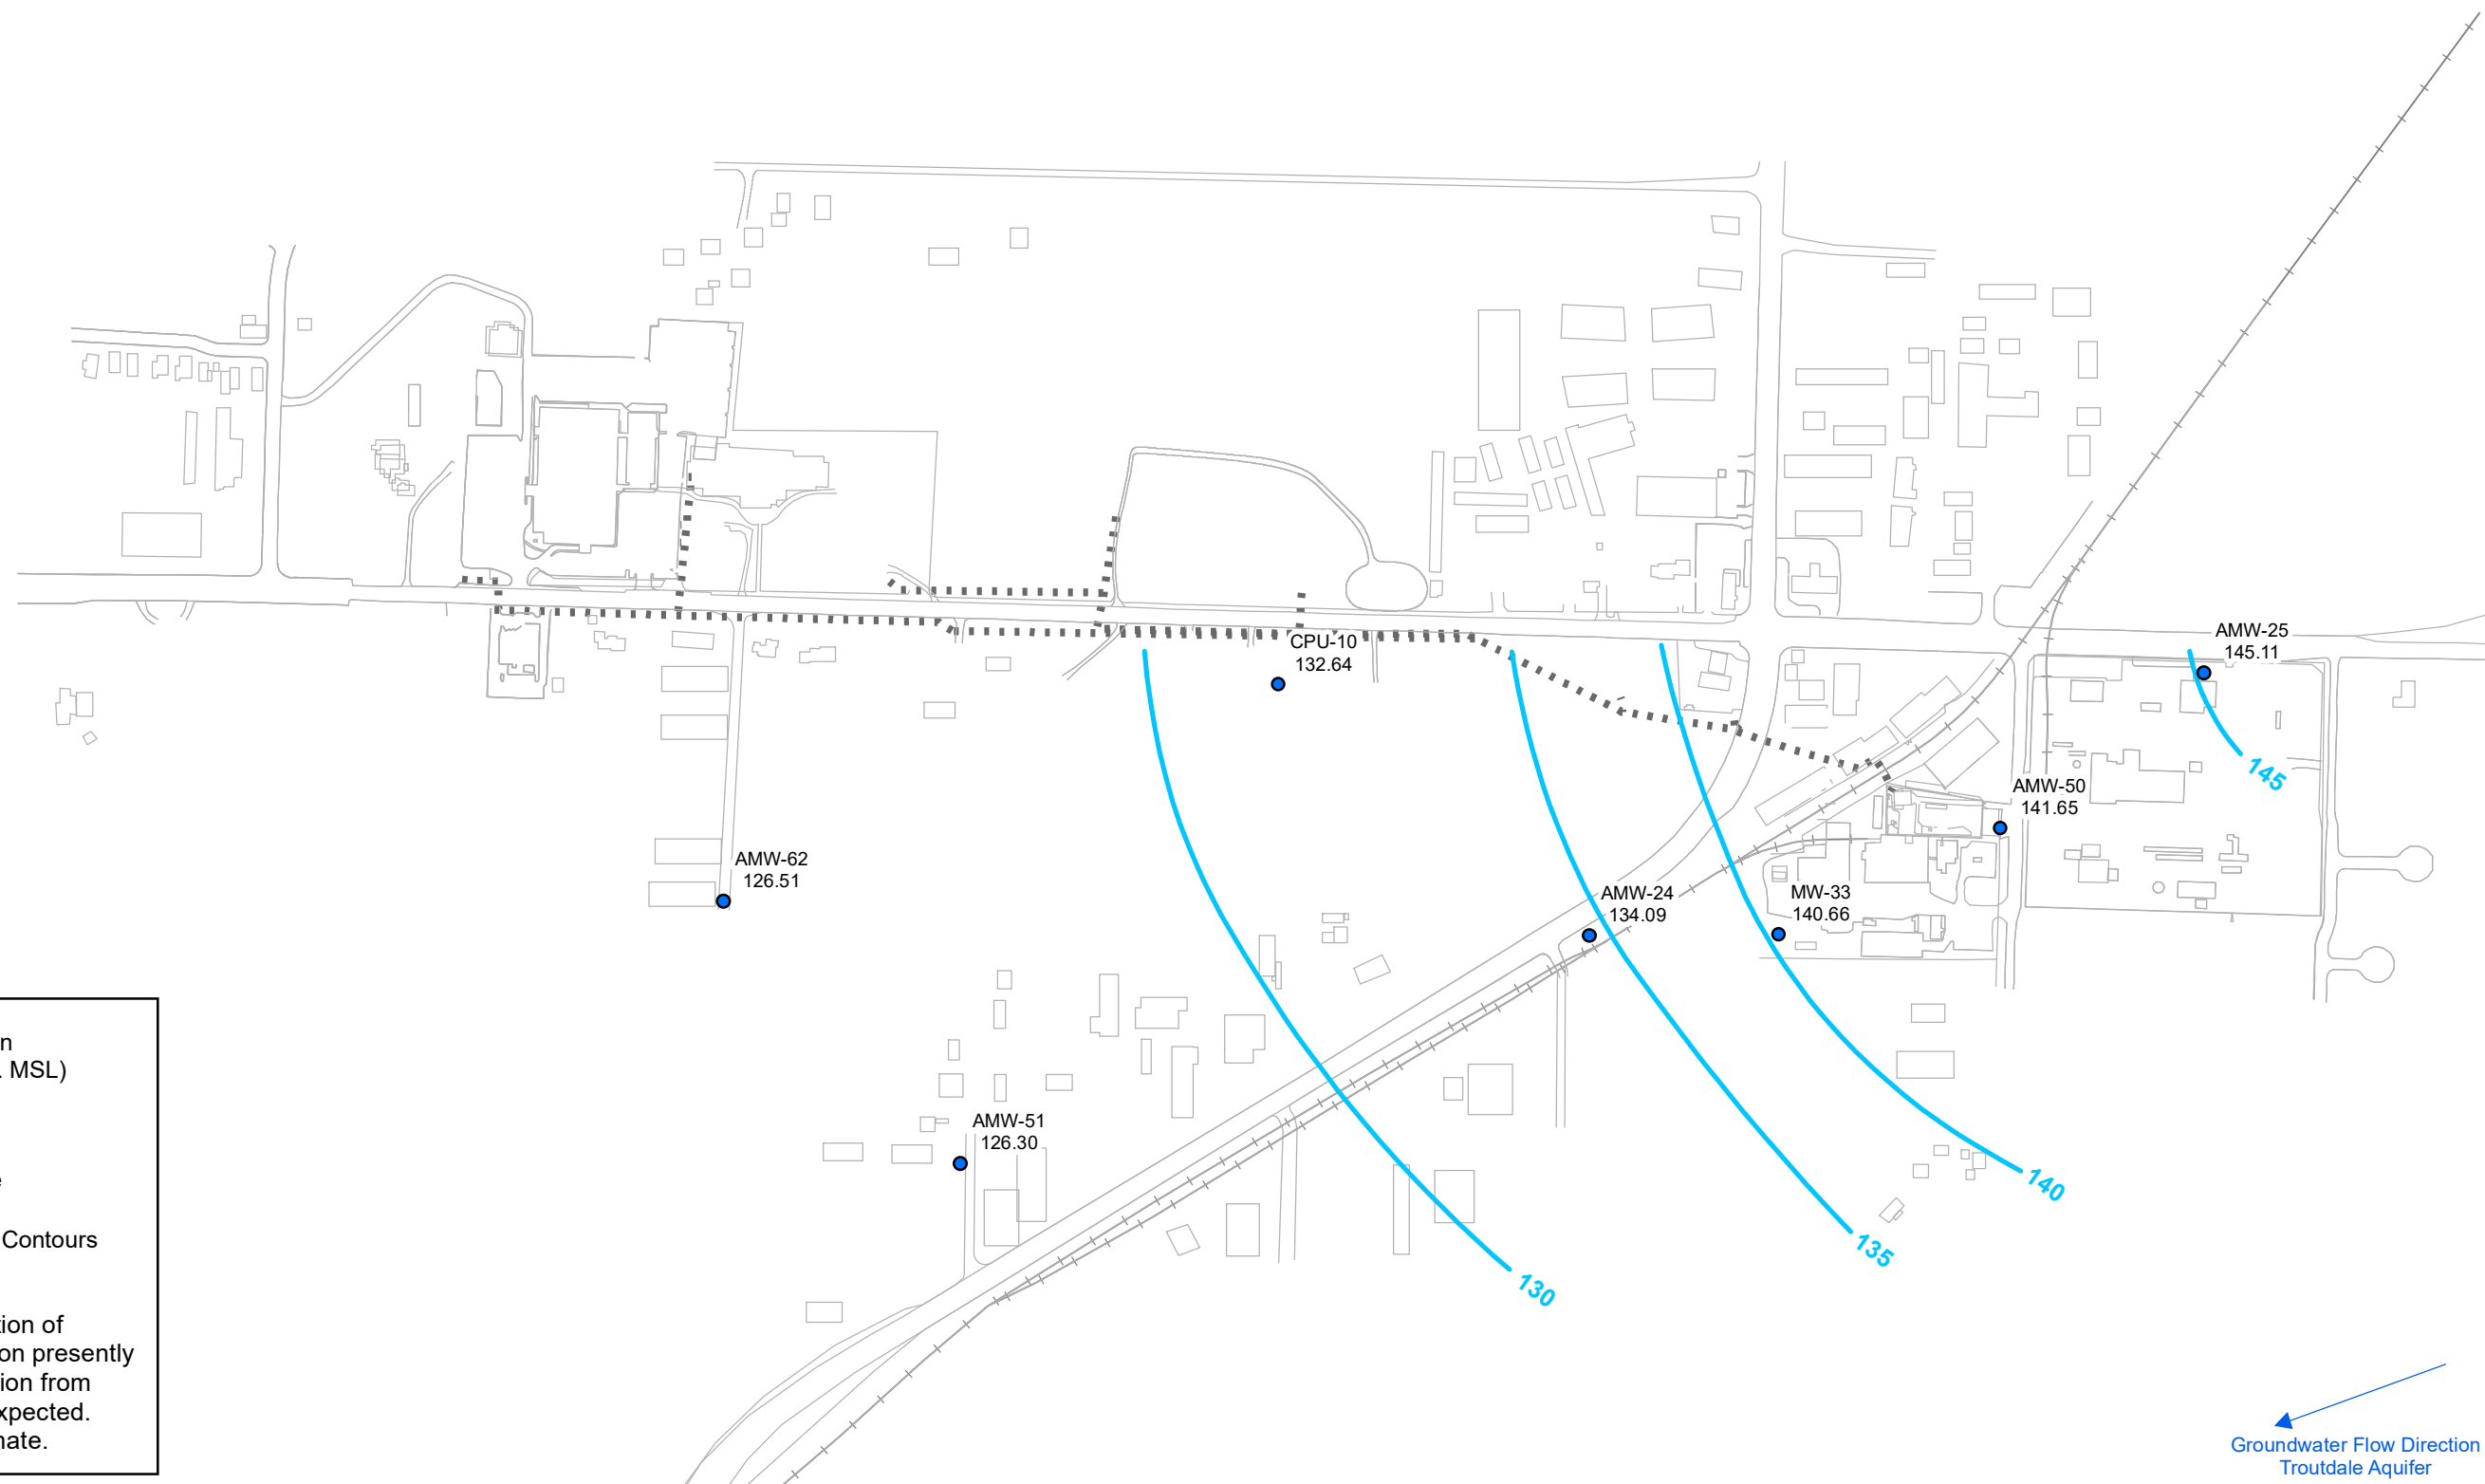 CPU-10
132.64
AMW-25
145.11
145
AMW-50
141.65
AMW-62
126.51
AMW-24
134.09
MW-33
140.66
AMW-51
126.30
140
135
130
n
. MSL)
e
Contours
tion of
on presently
tion from
xpected.
nate.
Groundwater Flow Direction
Troutdale Aquifer